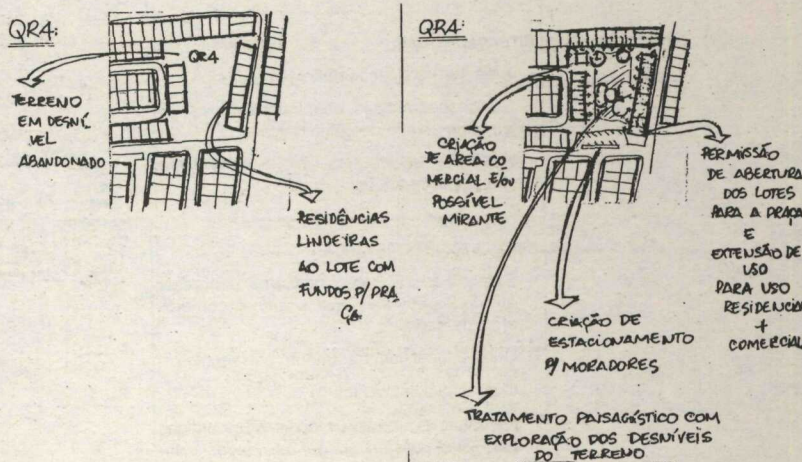 QR4:
QR4
TERRENO
EM DESNÍ
VEL
ABANDONADO
RESIDÊNCIAS
LINDEIRAS
AO LOTE COM
FUNDOS P/ PRA
ÇA.
QR4:
CRIAÇÃO
DE AREA CO
MERCIAL E/OU
POSSÍVEL
MIRANTE
PERMISSÃO
DE ABERTURA
DOS LOTES
PARA A PRAÇA
E
EXTENSÃO DE
USO
PARA USO
RESIDENCIAL
+
COMERCIAL
CRIAÇÃO DE
ESTACIONAMENTO
P/ MORADORES
TRATAMENTO PAISAGÍSTICO COM
EXPLORAÇÃO DOS DESNÍVEIS
DO TERRENO